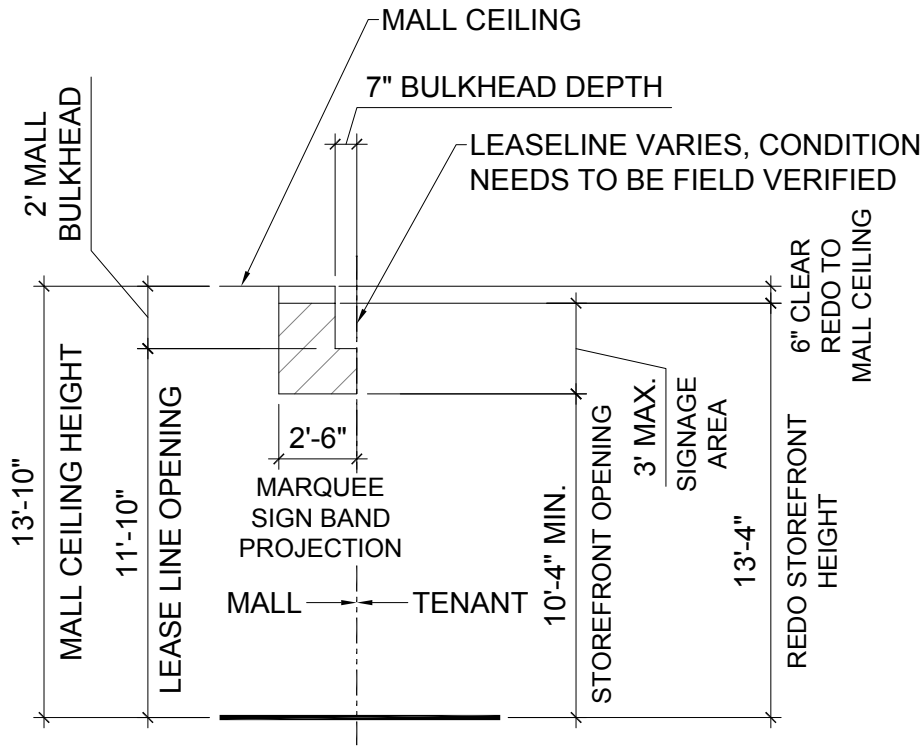 MALL CEILING
7" BULKHEAD DEPTH
LEASELINE VARIES, CONDITION
NEEDS TO BE FIELD VERIFIED
2' MALL
BULKHEAD
6" CLEAR
REDO TO
MALL CEILING
13'-10"
MALL CEILING HEIGHT
11'-10"
LEASE LINE OPENING
2'-6"
MARQUEE
SIGN BAND
PROJECTION
MALL
TENANT
10'-4" MIN.
STOREFRONT OPENING
3' MAX.
SIGNAGE
AREA
13'-4"
REDO STOREFRONT
HEIGHT